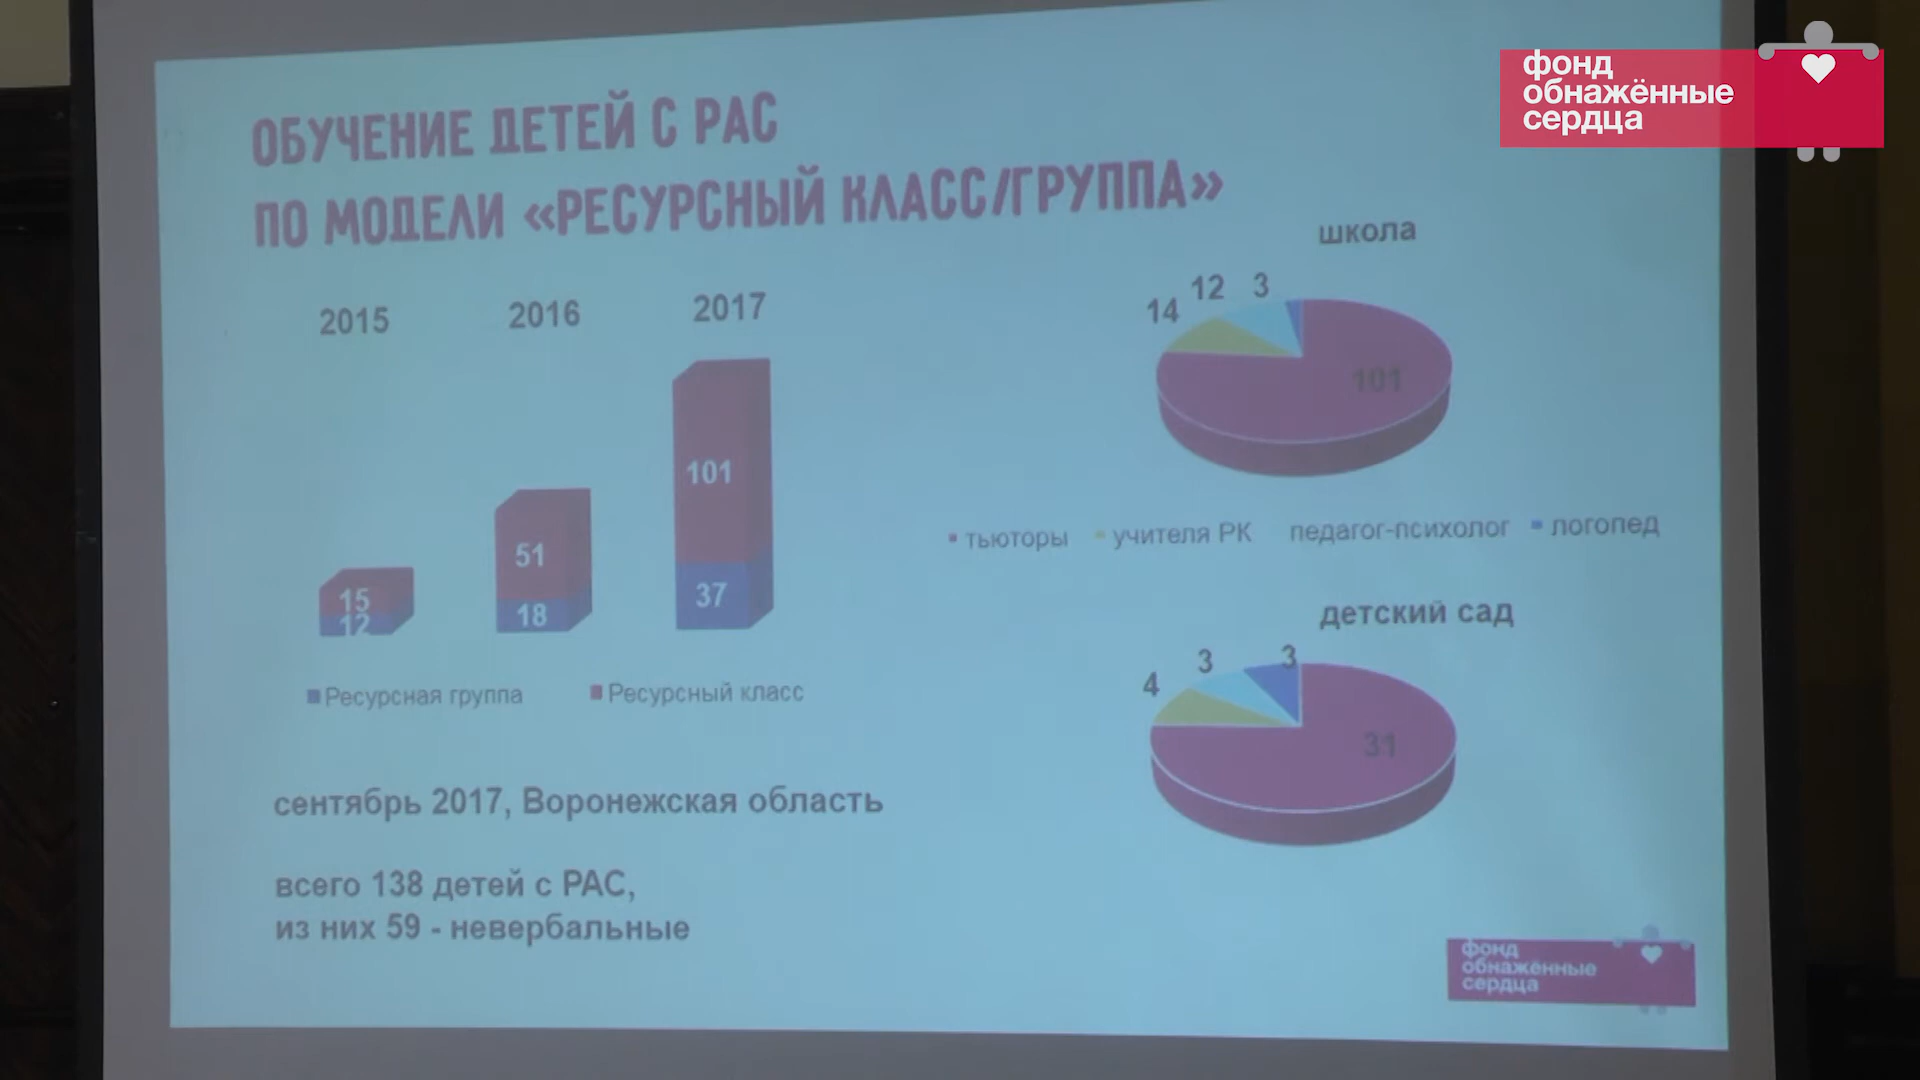 фонд
обнажённые
сердца
ОБУЧЕНИЕ ДЕТЕЙ С РАС
ПО МОДЕЛИ «РЕСУРСНЫЙ КЛАСС/ГРУППА»
2015
2016
2017
15
12
51
18
101
37
Ресурсная группа
Ресурсный класс
сентябрь 2017, Воронежская область
всего 138 детей с РАС,
из них 59 - невербальные
школа
14
12
3
101
тьюторы
учителя РК
педагог-психолог
логопед
детский сад
4
3
3
31
фонд
обнажённые
сердца